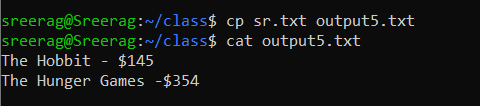 sreerag@Sreerag:~/class$ cp sr.txt output5.txt
sreerag@Sreerag:~/class$ cat output5.txt
The Hobbit - $145
The Hunger Games -$354